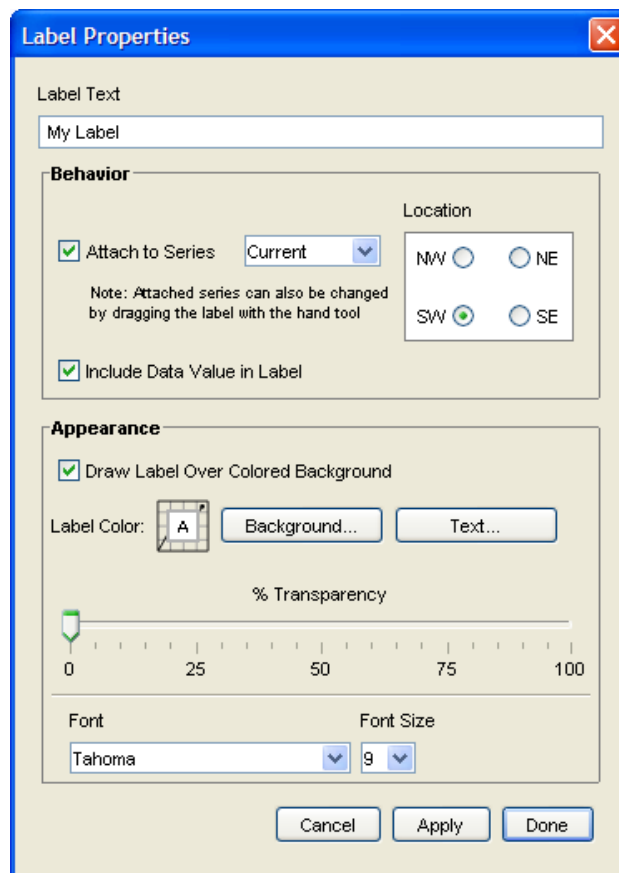 Label Properties
Label Text
My Label
Behavior
Location
Attach to Series Current
NW NE
Note: Attached series can also be changed
by dragging the label with the hand tool
SW SE
Include Data Value in Label
Appearance
Draw Label Over Colored Background
Label Color: A Background... Text...
% Transparency
0 25 50 75 100
Font Font Size
Tahoma 9
Cancel Apply Done